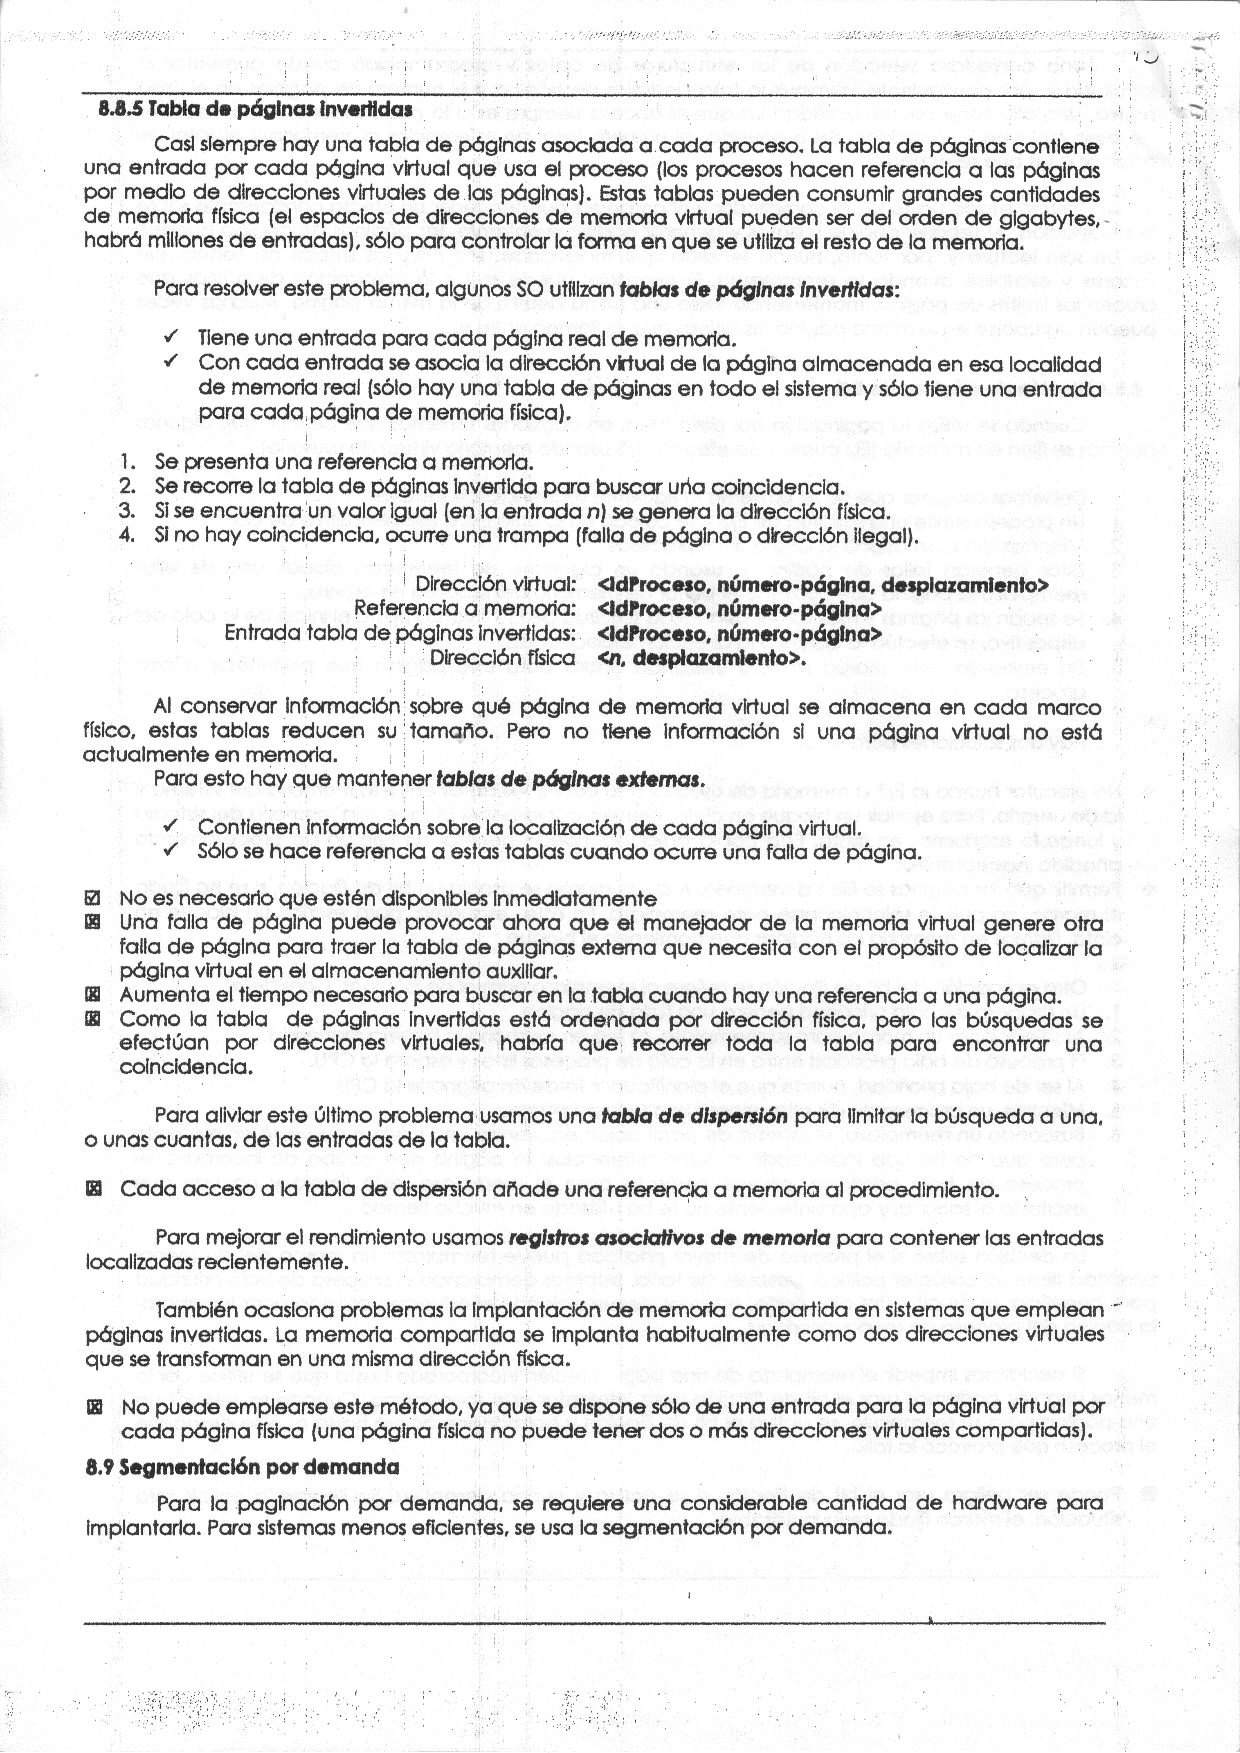 8.8.5 Tabla de páginas invertidas
Casi siempre hay una tabla de páginas asociada a cada proceso. La tabla de páginas contiene
una entrada por cada página virtual que usa el proceso (los procesos hacen referencia a las páginas
por medio de direcciones virtuales de las páginas). Estas tablas pueden consumir grandes cantidades
de memoria física (el espacios de direcciones de memoria virtual pueden ser del orden de gigabytes,
habrá millones de entradas), sólo para controlar la forma en que se utiliza el resto de la memoria.
Para resolver este problema, algunos SO utilizan tablas de páginas invertidas:
✓ Tiene una entrada para cada página real de memoria.
✓ Con cada entrada se asocia la dirección virtual de la página almacenada en esa localidad
de memoria real (sólo hay una tabla de páginas en todo el sistema y sólo tiene una entrada
para cada página de memoria física).
1. Se presenta una referencia a memoria.
2. Se recorre la tabla de páginas invertida para buscar una coincidencia.
3. Si se encuentra un valor igual (en la entrada n) se genera la dirección física.
4. Si no hay coincidencia, ocurre una trampa (falla de página o dirección ilegal).
Dirección virtual: <idProceso, número-página, desplazamiento>
Referencia a memoria: <idProceso, número-página>
Entrada tabla de páginas invertidas: <idProceso, número-página>
Dirección física <n, desplazamiento>.
Al conservar información sobre qué página de memoria virtual se almacena en cada marco
físico, estas tablas reducen su tamaño. Pero no tiene información si una página virtual no está
actualmente en memoria.
Para esto hay que mantener tablas de páginas externas.
✓ Contienen información sobre la localización de cada página virtual.
✓ Sólo se hace referencia a estas tablas cuando ocurre una falla de página.
☑ No es necesario que estén disponibles inmediatamente
☒ Una falla de página puede provocar ahora que el manejador de la memoria virtual genere otra
falla de página para traer la tabla de páginas externa que necesita con el propósito de localizar la
página virtual en el almacenamiento auxiliar.
☒ Aumenta el tiempo necesario para buscar en la tabla cuando hay una referencia a una página.
☒ Como la tabla de páginas invertidas está ordenada por dirección física, pero las búsquedas se
efectúan por direcciones virtuales, habría que recorrer toda la tabla para encontrar una
coincidencia.
Para aliviar este último problema usamos una tabla de dispersión para limitar la búsqueda a una,
o unas cuantas, de las entradas de la tabla.
☒ Cada acceso a la tabla de dispersión añade una referencia a memoria al procedimiento.
Para mejorar el rendimiento usamos registros asociativos de memoria para contener las entradas
localizadas recientemente.
También ocasiona problemas la implantación de memoria compartida en sistemas que emplean
páginas invertidas. La memoria compartida se implanta habitualmente como dos direcciones virtuales
que se transforman en una misma dirección física.
☒ No puede emplearse este método, ya que se dispone sólo de una entrada para la página virtual por
cada página física (una página física no puede tener dos o más direcciones virtuales compartidas).
8.9 Segmentación por demanda
Para la paginación por demanda, se requiere una considerable cantidad de hardware para
implantarla. Para sistemas menos eficientes, se usa la segmentación por demanda.